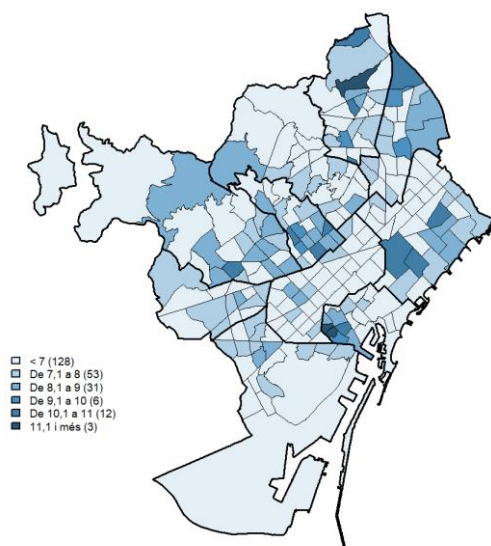 < 7 (128)
De 7,1 a 8 (53)
De 8,1 a 9 (31)
De 9,1 a 10 (6)
De 10,1 a 11 (12)
11,1 i més (3)